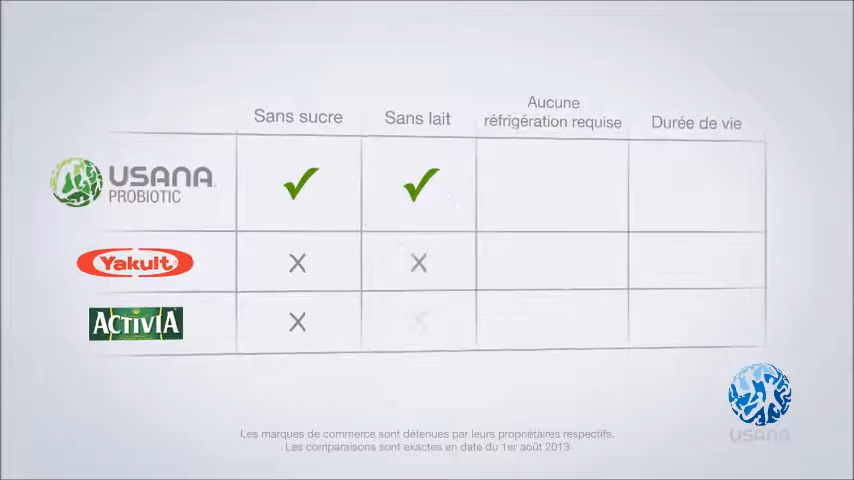 Sans sucre
Sans lait
Aucune
réfrigération requise
Durée de vie
USANA
PROBIOTIC
Yakult
ACTIVIA
USANA
Les marques de commerce sont détenues par leurs propriétaires respectifs.
Les comparaisons sont exactes en date du 1er août 2013